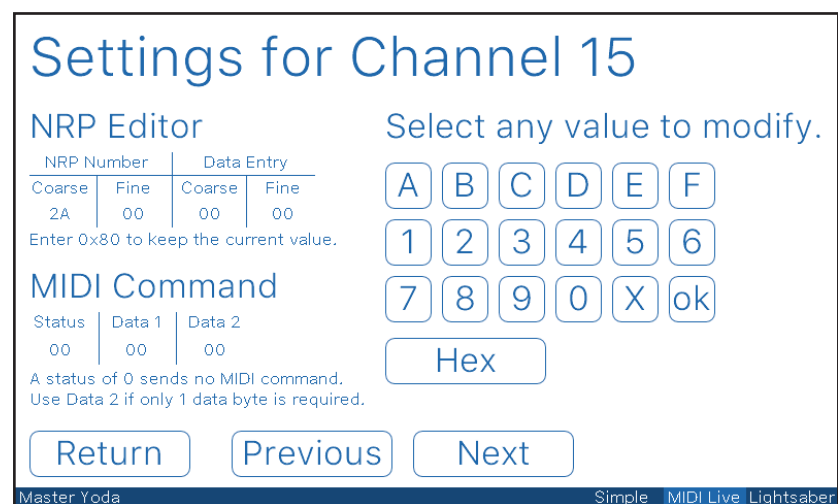 Settings for Channel 15
NRP Editor
NRP Number Data Entry
Coarse Fine Coarse Fine
2A 00 00 00
Enter 0x80 to keep the current value.
MIDI Command
Status Data 1 Data 2
00 00 00
A status of 0 sends no MIDI command.
Use Data 2 if only 1 data byte is required.
Select any value to modify.
A B C D E F
1 2 3 4 5 6
7 8 9 0 X ok
Hex
Return Previous Next
Master Yoda Simple MIDI Live Lightsaber